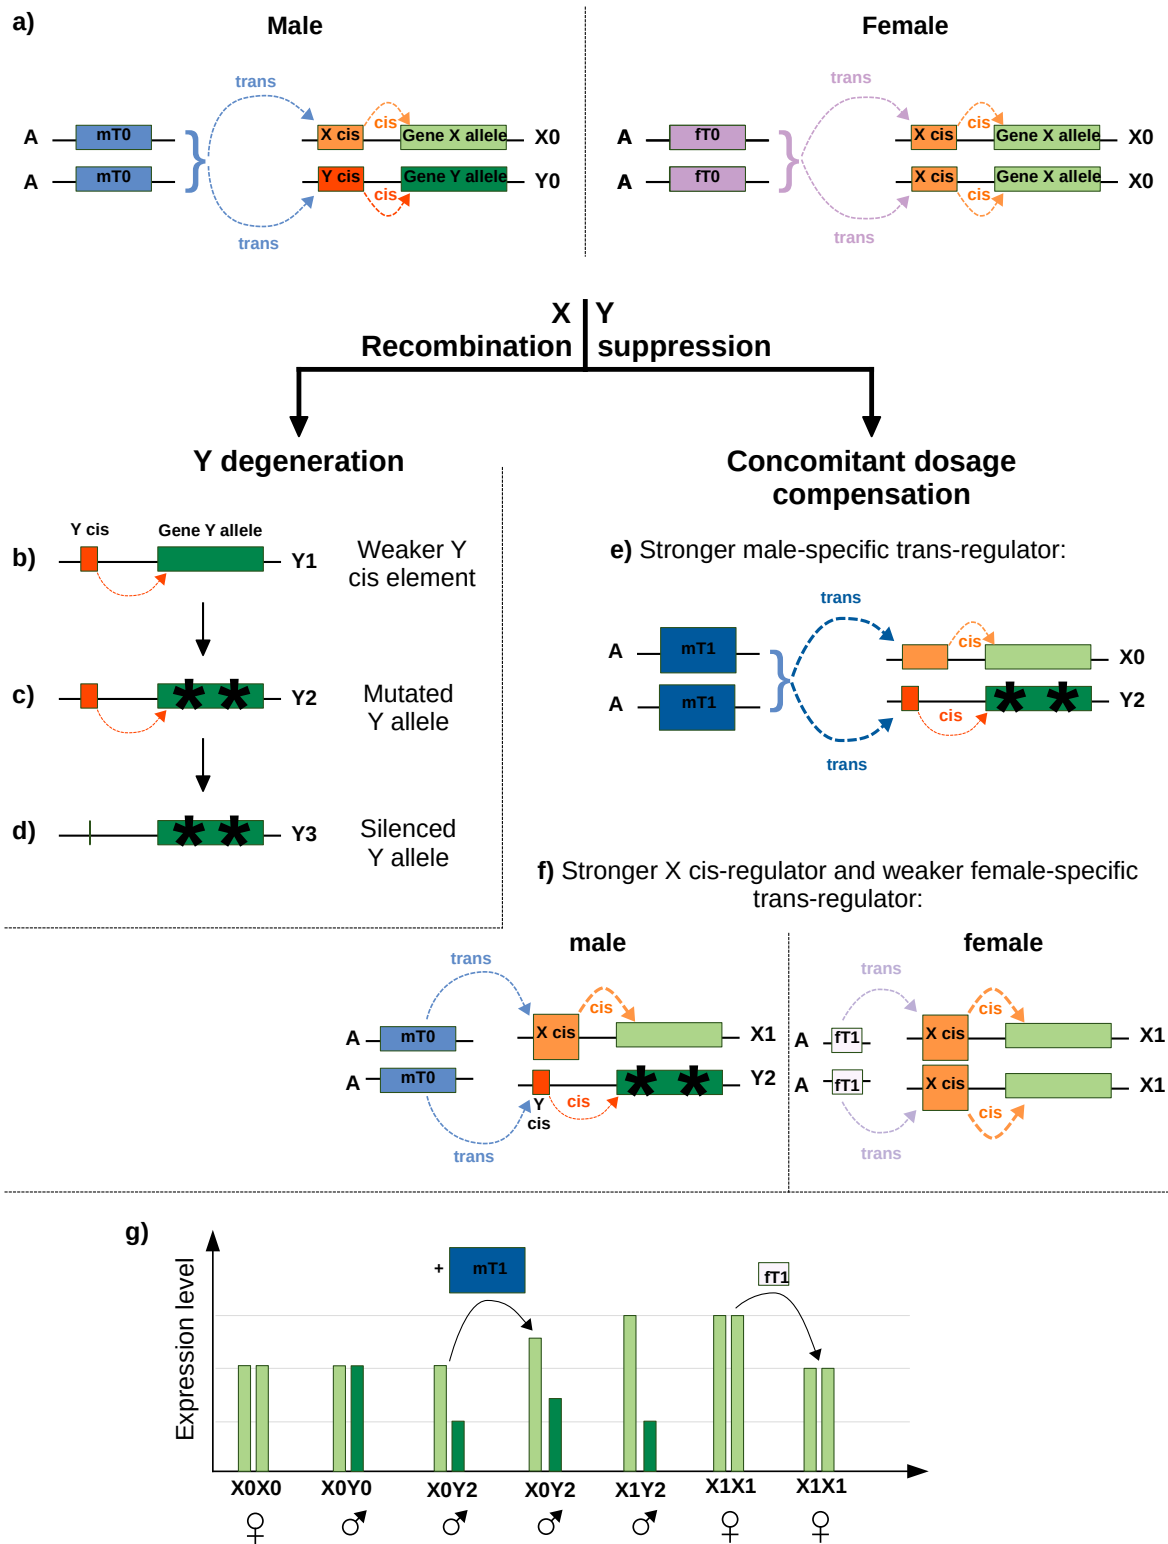 a)
Male
Female
trans
trans
A
mT0
X cis
cis
Gene X allele
X0
A
mT0
Y cis
cis
Gene Y allele
Y0
trans
A
fT0
X cis
cis
Gene X allele
X0
A
fT0
X cis
cis
Gene X allele
X0
trans
X Y
Recombination suppression
Y degeneration
Concomitant dosage
compensation
Y cis
Gene Y allele
b)
Y1
Weaker Y
cis element
c)
Y2
Mutated
Y allele
d)
Y3
Silenced
Y allele
e) Stronger male-specific trans-regulator:
trans
A
mT1
cis
X0
A
mT1
cis
Y2
trans
f) Stronger X cis-regulator and weaker female-specific
trans-regulator:
male
female
trans
A
mT0
X cis
cis
X1
A
mT0
Y
cis
cis
Y2
trans
trans
A
fT1
X cis
cis
X1
A
fT1
X cis
cis
X1
trans
g)
Expression level
+
mT1
fT1
X0X0
X0Y0
X0Y2
X0Y2
X1Y2
X1X1
X1X1
♀
♂
♂
♂
♂
♀
♀